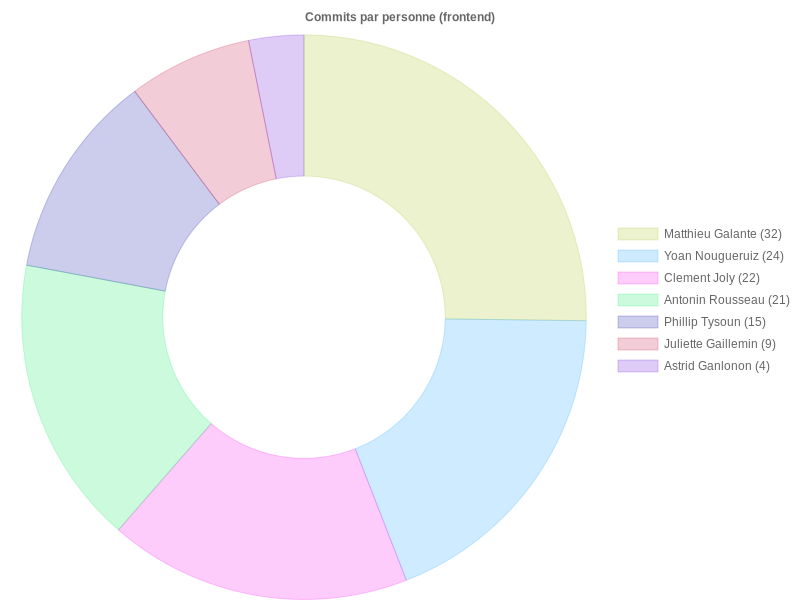 Commits par personne (frontend)
Matthieu Galante (32)
Yoan Nougueruiz (24)
Clement Joly (22)
Antonin Rousseau (21)
Phillip Tysoun (15)
Juliette Gaillemin (9)
Astrid Ganlonon (4)